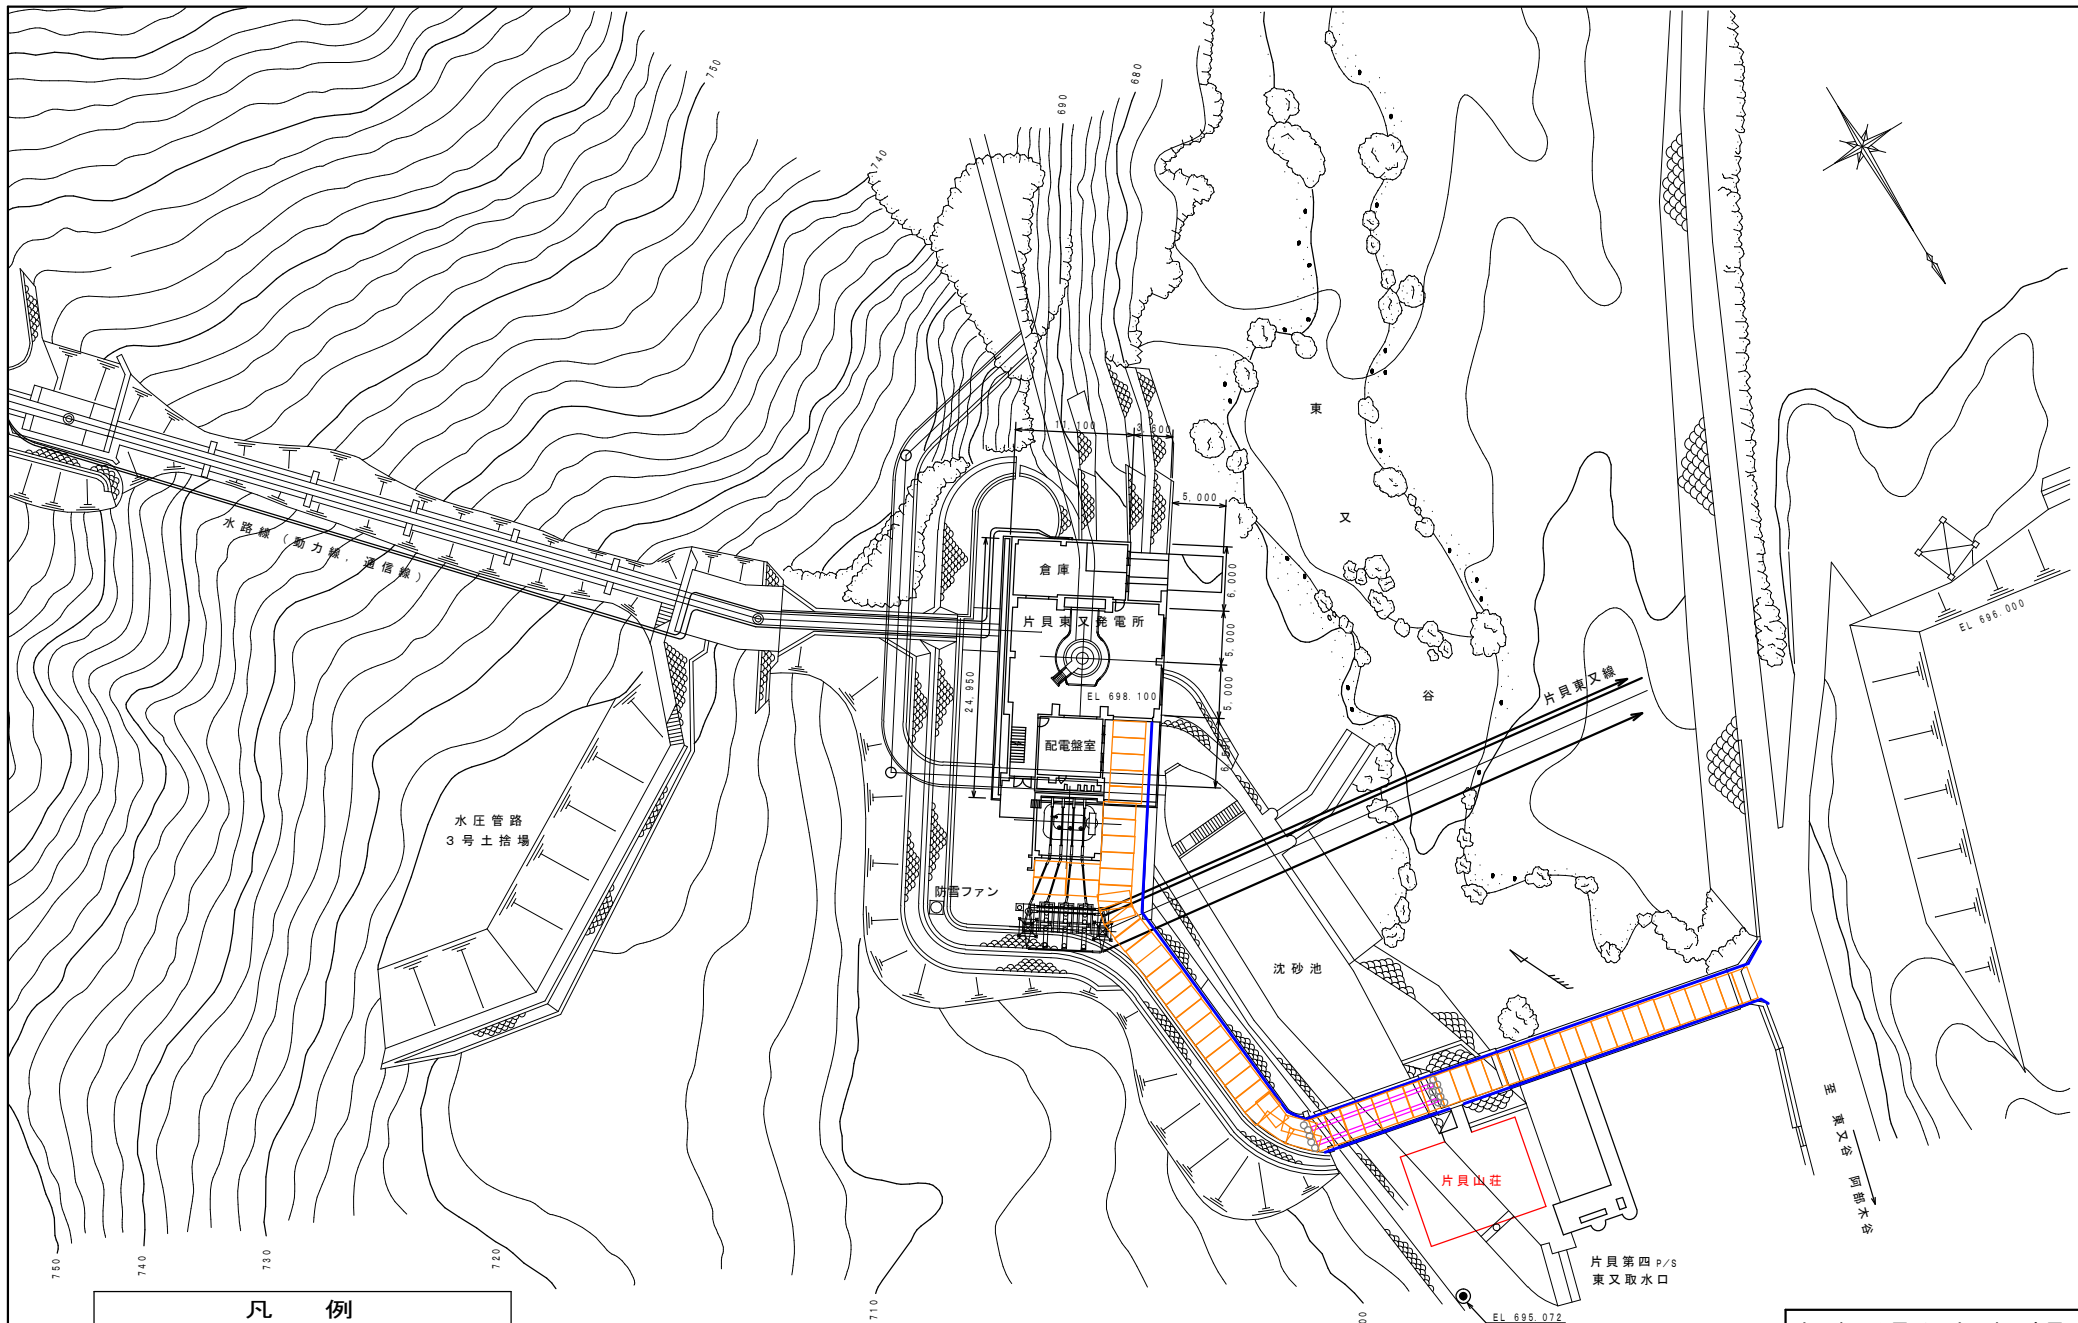 750
740
690
680
11,100
3,600
5,000
6,000
5,000
5,000
24,950
東
又
谷
倉庫
片貝東又発電所
EL 698.100
配電盤室
水路線(動力線、通信線)
片貝東又線
EL 696.000
水圧管路
3号土捨場
防雪ファン
沈砂池
片貝山荘
至 東又谷 阿部木谷
片貝第四 P/S
東又取水口
EL 695.072
750
740
730
720
710
凡 例